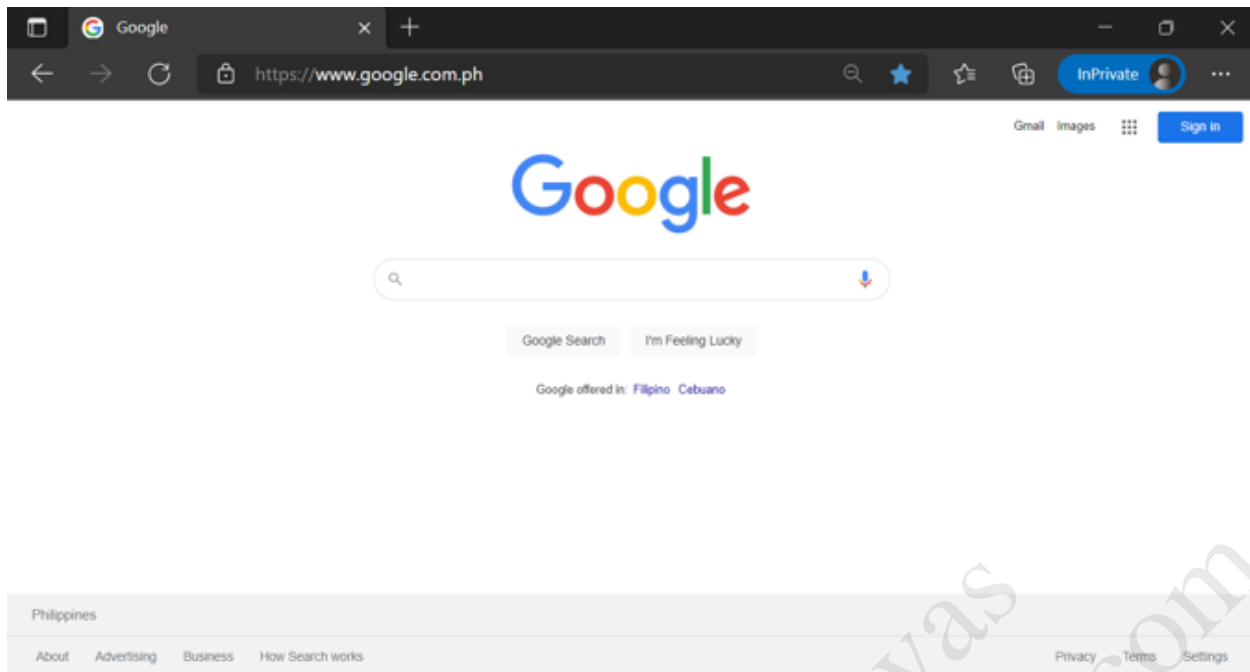 Google
https://www.google.com.ph
InPrivate
Gmail Images
Sign in
Google
Google Search I'm Feeling Lucky
Google offered in: Filipino Cebuano
Philippines
About Advertising Business How Search works
Privacy Terms Settings